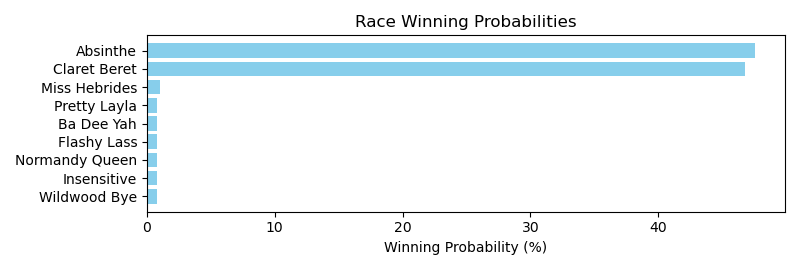 Race Winning Probabilities
Absinthe
Claret Beret
Miss Hebrides
Pretty Layla
Ba Dee Yah
Flashy Lass
Normandy Queen
Insensitive
Wildwood Bye
0 10 20 30 40
Winning Probability (%)